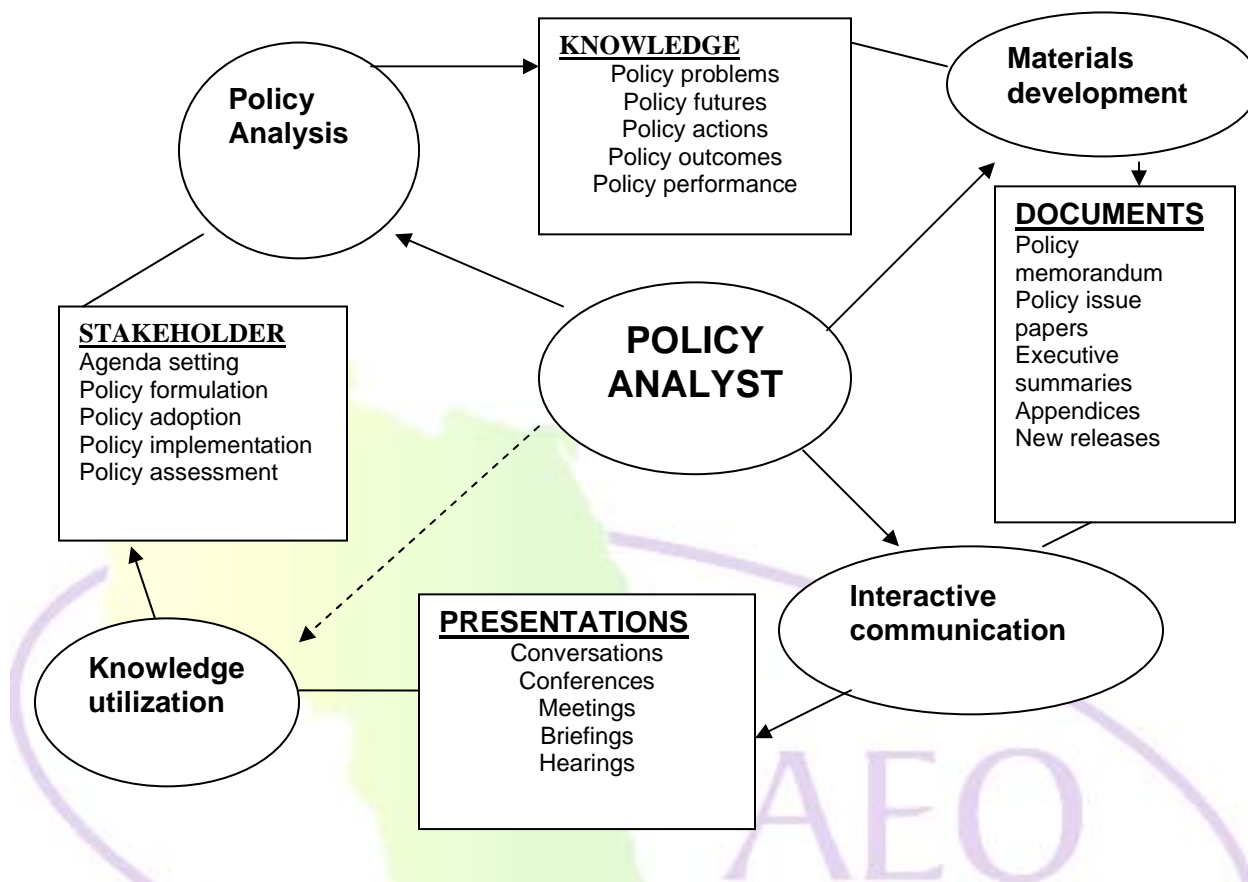 Policy
Analysis
KNOWLEDGE
Policy problems
Policy futures
Policy actions
Policy outcomes
Policy performance
Materials
development
DOCUMENTS
Policy
memorandum
Policy issue
papers
Executive
summaries
Appendices
New releases
POLICY
ANALYST
STAKEHOLDER
Agenda setting
Policy formulation
Policy adoption
Policy implementation
Policy assessment
Interactive
communication
PRESENTATIONS
Conversations
Conferences
Meetings
Briefings
Hearings
Knowledge
utilization
AEO